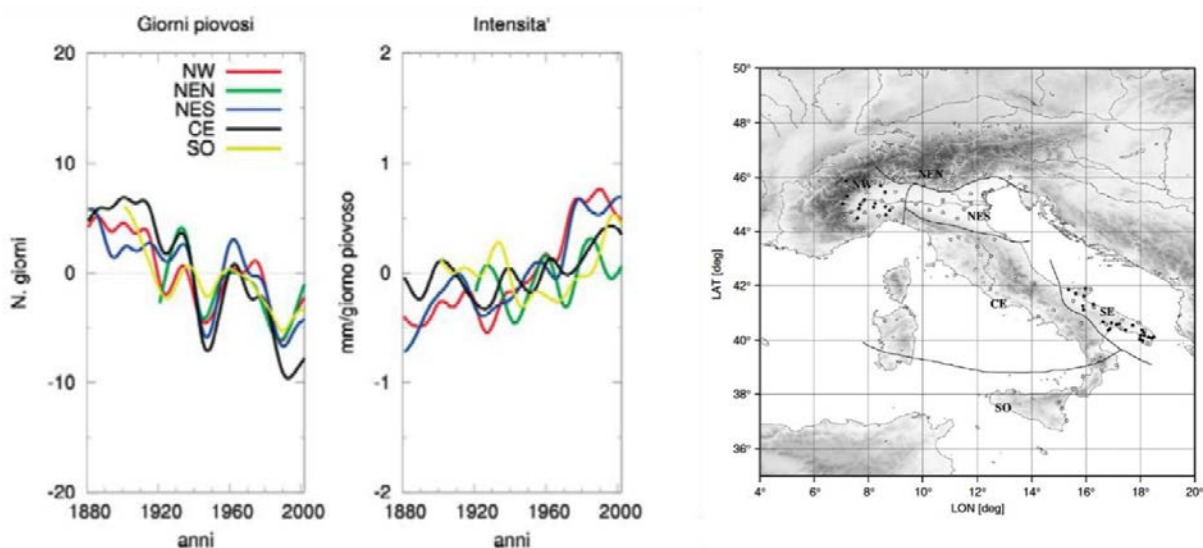 Giorni piovosi
20
10
0
-10
-20
N. giorni
NW
NEN
NES
CE
SO
1880 1920 1960 2000
anni
Intensita'
2
1
0
-1
-2
mm/giorno piovoso
1880 1920 1960 2000
anni
50°
48°
46°
44°
42°
40°
38°
36°
LAT [deg]
NW
NEN
NES
CE
SE
SO
4° 6° 8° 10° 12° 14° 16° 18° 20°
LON [deg]